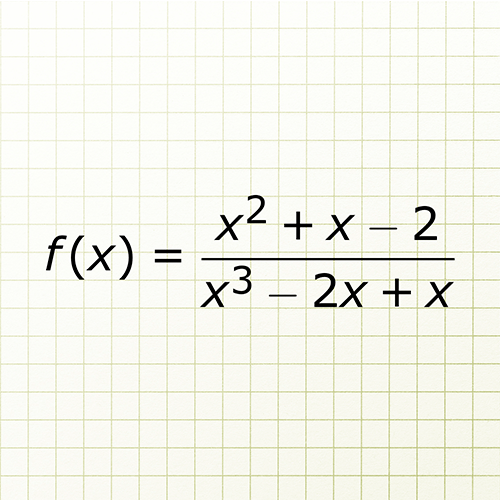 f(x) = (x² + x – 2) / (x³ – 2x + x)